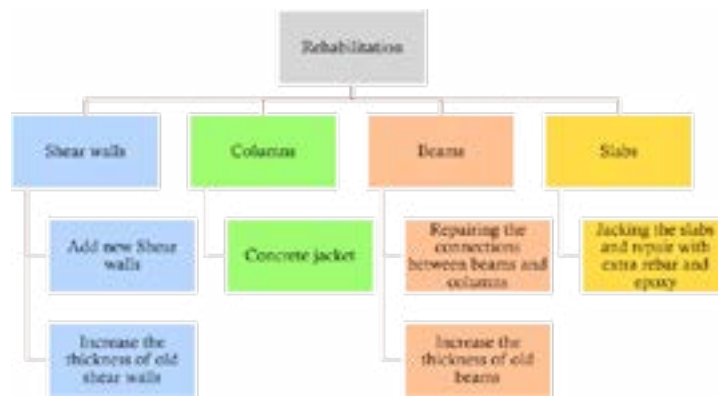 Rehabilitation
Shear walls
Columns
Beams
Slabs
Add new Shear
walls
Concrete jacket
Repairing the
connections
between beams and
columns
Jacking the slabs
and repair with
extra rebar and
epoxy
Increase the
thickness of old
shear walls
Increase the
thickness of old
beams